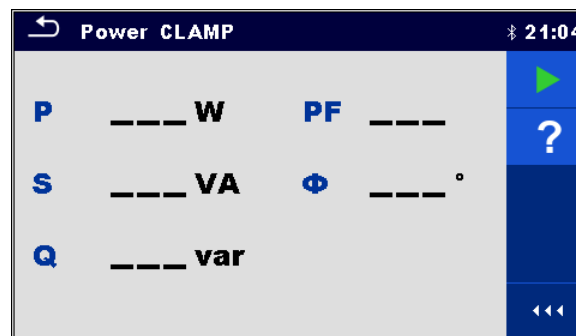 Power CLAMP 21:04
P ___ W PF ___
?
S ___ VA Φ ___ °
Q ___ var